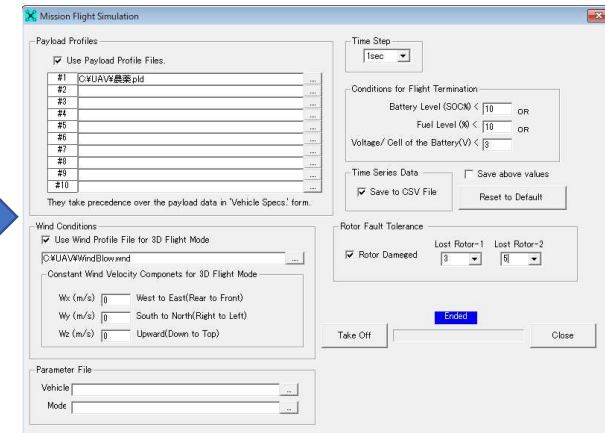 Mission Flight Simulation
Payload Profiles
Use Payload Profile Files.
#1 C:¥UAV¥農薬.pld ...
#2 ...
#3 ...
#4 ...
#5 ...
#6 ...
#7 ...
#8 ...
#9 ...
#10 ...
They take precedence over the payload data in 'Vehicle Specs.' form.
Wind Conditions
Use Wind Profile File for 3D Flight Mode
C:¥UAV¥WindBlow.wnd ...
Constant Wind Velocity Componets for 3D Flight Mode
Wx (m/s) 0 West to East(Rear to Front)
Wy (m/s) 0 South to North(Right to Left)
Wz (m/s) 0 Upward(Down to Top)
Parameter File
Vehicle ...
Mode ...
Time Step
1sec
Conditions for Flight Termination
Battery Level (SOC%) < 10 OR
Fuel Level (%) < 10 OR
Voltage/ Cell of the Battery(V) < 3
Time Series Data
Save to CSV File
Save above values
Reset to Default
Rotor Fault Tolerance
Rotor Dameged
Lost Rotor-1 Lost Rotor-2
3 5
Ended
Take Off Close